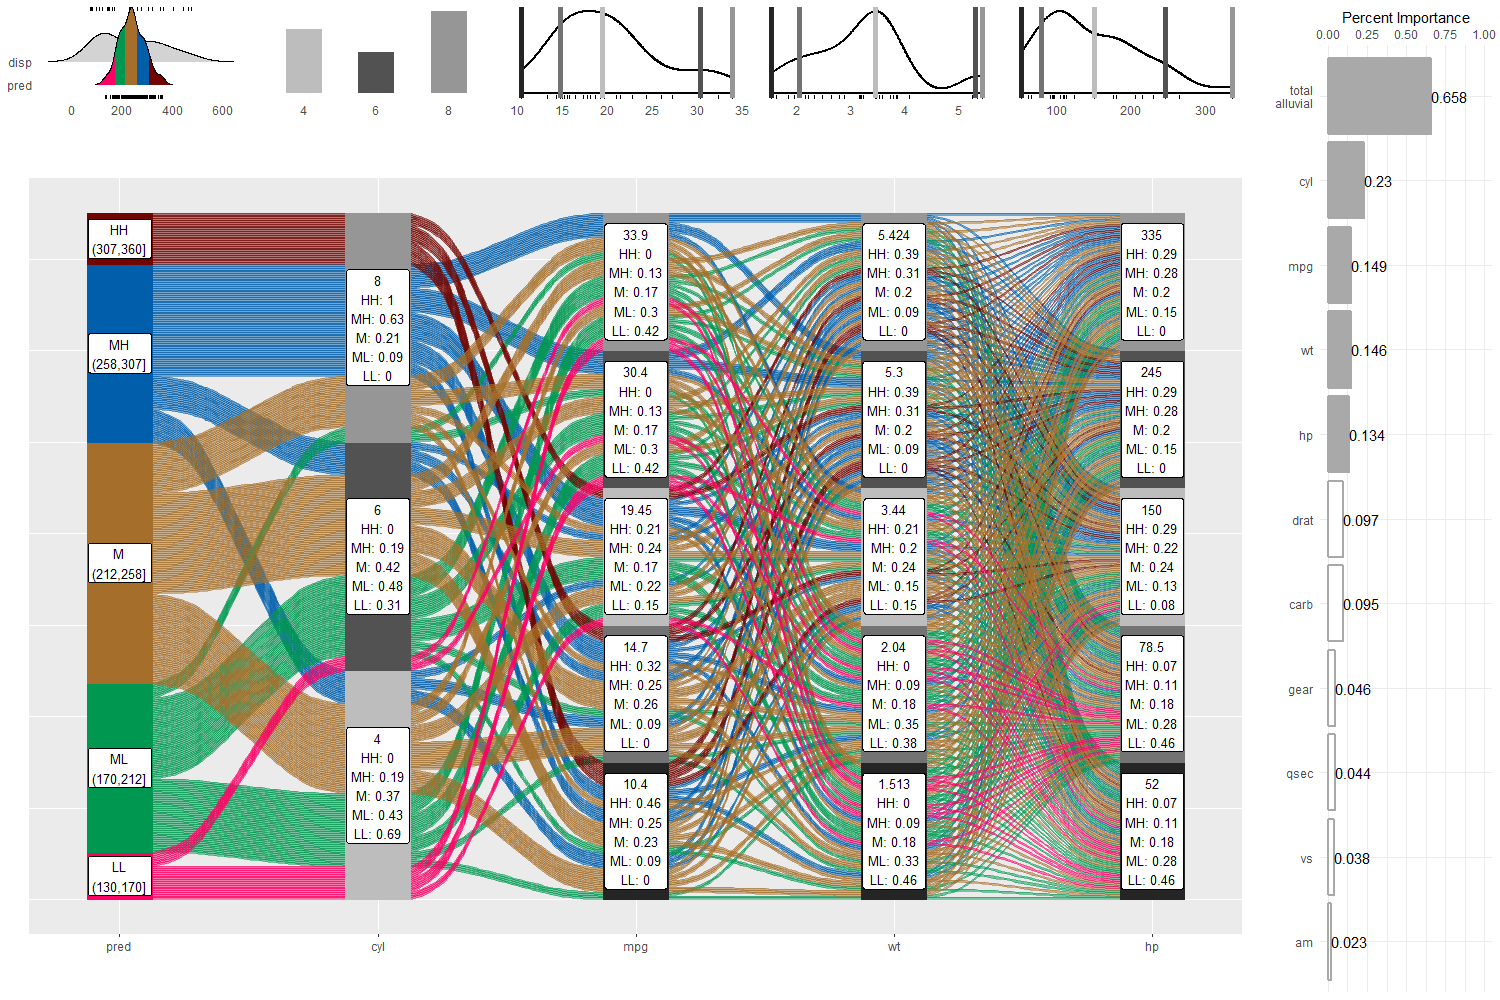 disp
pred
0 200 400 600
4 6 8
10 15 20 25 30 35
2 3 4 5
100 200 300
Percent Importance
0.00 0.25 0.50 0.75 1.00
total
alluvial
0.658
cyl
0.23
mpg
0.149
wt
0.146
hp
0.134
drat
0.097
carb
0.095
gear
0.046
qsec
0.044
vs
0.038
am
0.023
HH
(307,360]
MH
(258,307]
M
(212,258]
ML
(170,212]
LL
(130,170]
8
HH: 1
MH: 0.63
M: 0.21
ML: 0.09
LL: 0
6
HH: 0
MH: 0.19
M: 0.42
ML: 0.48
LL: 0.31
4
HH: 0
MH: 0.19
M: 0.37
ML: 0.43
LL: 0.69
33.9
HH: 0
MH: 0.13
M: 0.17
ML: 0.3
LL: 0.42
30.4
HH: 0
MH: 0.13
M: 0.17
ML: 0.3
LL: 0.42
19.45
HH: 0.21
MH: 0.24
M: 0.17
ML: 0.22
LL: 0.15
14.7
HH: 0.32
MH: 0.25
M: 0.26
ML: 0.09
LL: 0
10.4
HH: 0.46
MH: 0.25
M: 0.23
ML: 0.09
LL: 0
5.424
HH: 0.39
MH: 0.31
M: 0.2
ML: 0.09
LL: 0
5.3
HH: 0.39
MH: 0.31
M: 0.2
ML: 0.09
LL: 0
3.44
HH: 0.21
MH: 0.2
M: 0.24
ML: 0.15
LL: 0.15
2.04
HH: 0
MH: 0.09
M: 0.18
ML: 0.35
LL: 0.38
1.513
HH: 0
MH: 0.09
M: 0.18
ML: 0.33
LL: 0.46
335
HH: 0.29
MH: 0.28
M: 0.2
ML: 0.15
LL: 0
245
HH: 0.29
MH: 0.28
M: 0.2
ML: 0.15
LL: 0
150
HH: 0.29
MH: 0.22
M: 0.24
ML: 0.13
LL: 0.08
78.5
HH: 0.07
MH: 0.11
M: 0.18
ML: 0.28
LL: 0.46
52
HH: 0.07
MH: 0.11
M: 0.18
ML: 0.28
LL: 0.46
pred cyl mpg wt hp